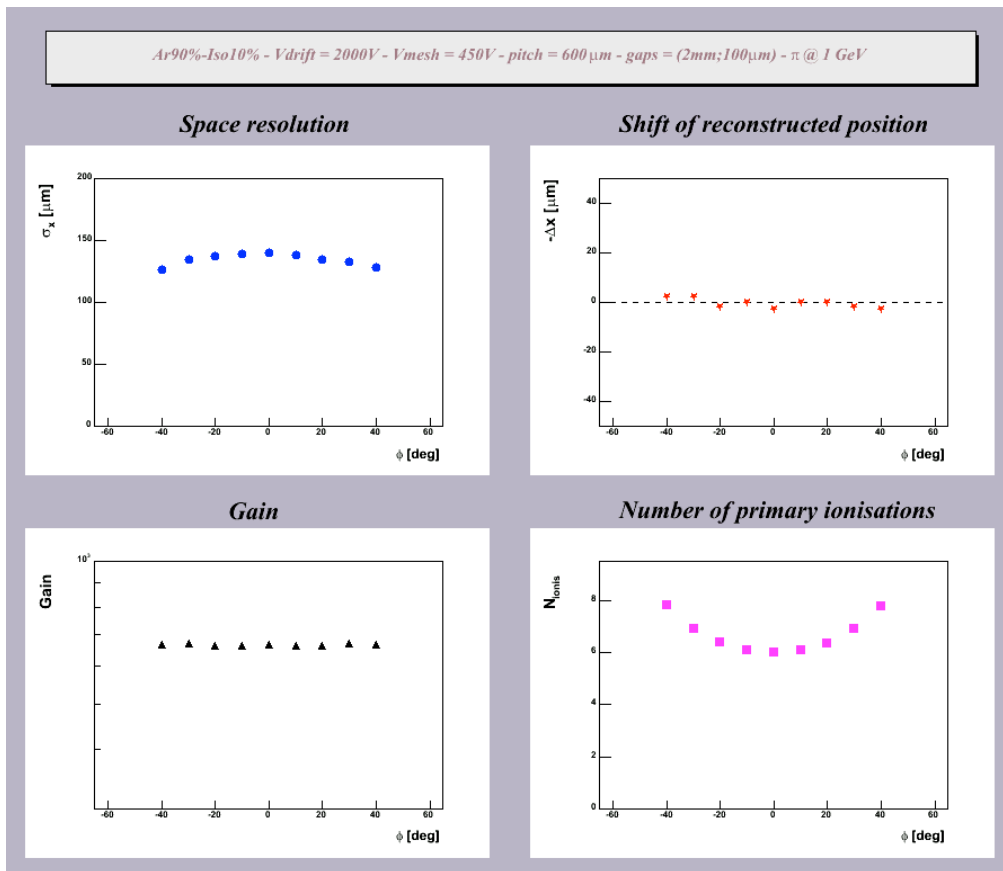 Ar90%-Iso10% - Vdrift = 2000V - Vmesh = 450V - pitch = 600 μm - gaps = (2mm;100μm) - π @ 1 GeV
Space resolution
σx [μm]
200
150
100
50
0
-60 -40 -20 0 20 40 60
ϕ [deg]
Shift of reconstructed position
-Δx [μm]
40
20
0
-20
-40
-60 -40 -20 0 20 40 60
ϕ [deg]
Gain
Gain
-60 -40 -20 0 20 40 60
ϕ [deg]
Number of primary ionisations
Nionis
8
6
4
2
0
-60 -40 -20 0 20 40 60
ϕ [deg]